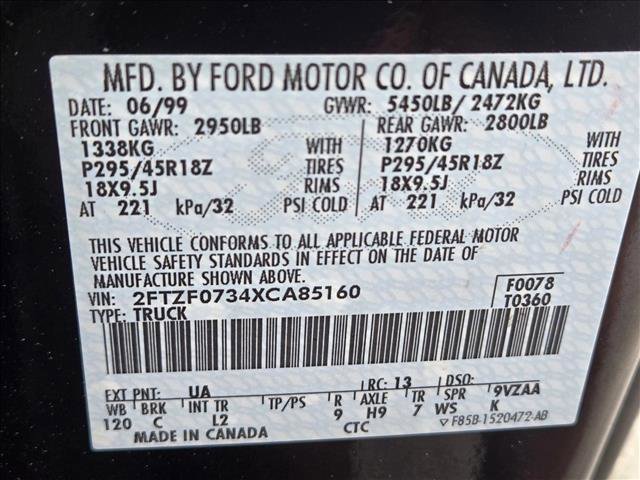 MFD. BY FORD MOTOR CO. OF CANADA, LTD.
DATE: 06/99 GVWR: 5450LB/ 2472KG
FRONT GAWR: 2950LB REAR GAWR: 2800LB
1338KG WITH 1270KG WITH
P295/45R18Z TIRES P295/45R18Z TIRES
18X9.5J RIMS 18X9.5J RIMS
AT 221 kPa/32 PSI COLD AT 221 kPa/32 PSI COLD
THIS VEHICLE CONFORMS TO ALL APPLICABLE FEDERAL MOTOR
VEHICLE SAFETY STANDARDS IN EFFECT ON THE DATE OF
MANUFACTURE SHOWN ABOVE.
VIN: 2FTZF0734XCA85160 F0078
TYPE: TRUCK T0360
EXT PNT: UA RC: 13 DSO: 9VZAA
WB BRK INT TR TP/PS R AXLE TR SPR
120 C L2 9 H9 7 WS K
MADE IN CANADA CTC ▽ F85B-1520472-AB